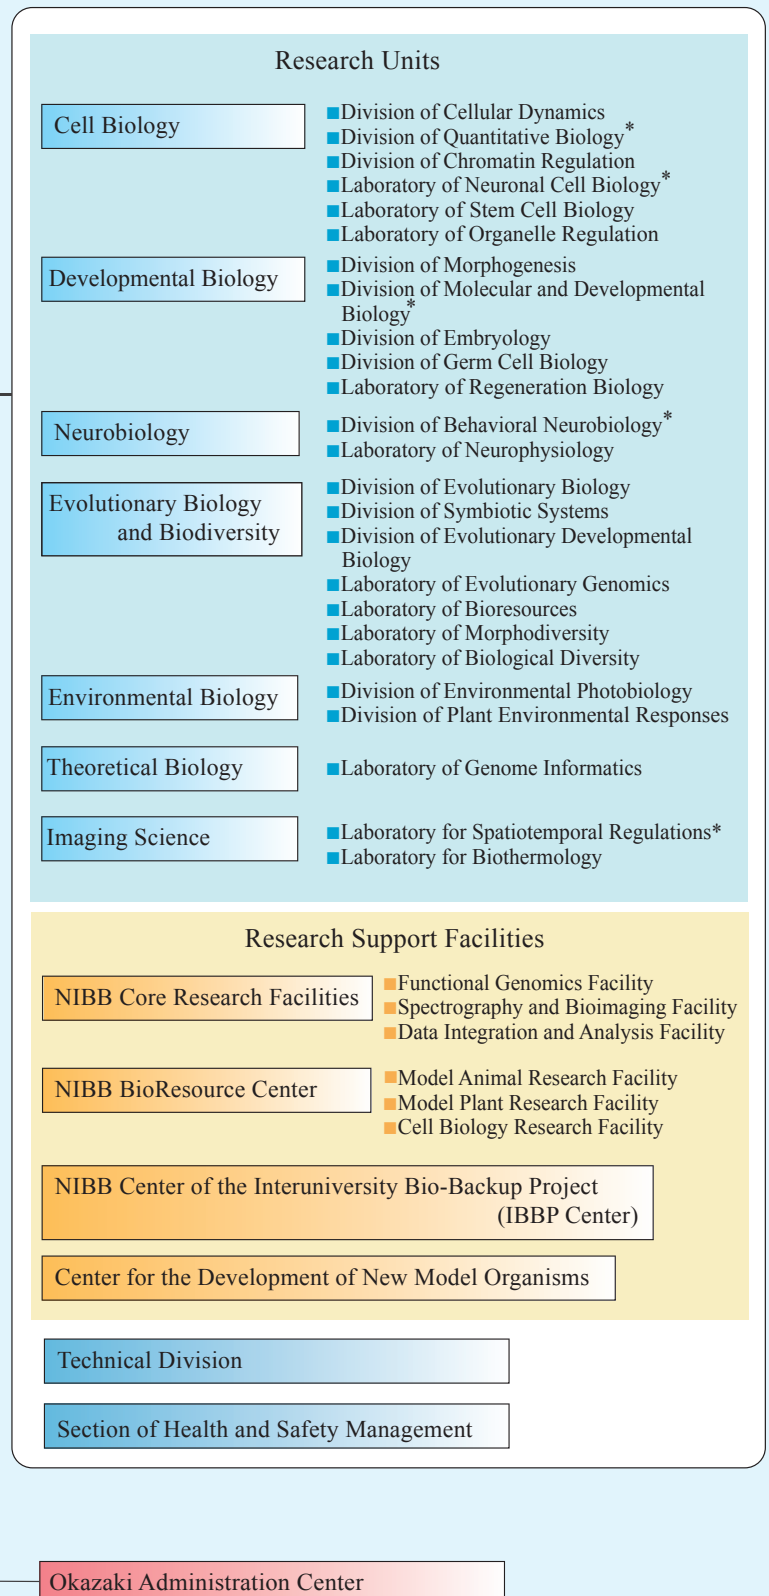 Research Units
Cell Biology
■Division of Cellular Dynamics
■Division of Quantitative Biology*
■Division of Chromatin Regulation
■Laboratory of Neuronal Cell Biology*
■Laboratory of Stem Cell Biology
■Laboratory of Organelle Regulation
Developmental Biology
■Division of Morphogenesis
■Division of Molecular and Developmental
Biology*
■Division of Embryology
■Division of Germ Cell Biology
■Laboratory of Regeneration Biology
Neurobiology
■Division of Behavioral Neurobiology*
■Laboratory of Neurophysiology
Evolutionary Biology
and Biodiversity
■Division of Evolutionary Biology
■Division of Symbiotic Systems
■Division of Evolutionary Developmental
Biology
■Laboratory of Evolutionary Genomics
■Laboratory of Bioresources
■Laboratory of Morphodiversity
■Laboratory of Biological Diversity
Environmental Biology
■Division of Environmental Photobiology
■Division of Plant Environmental Responses
Theoretical Biology
■Laboratory of Genome Informatics
Imaging Science
■Laboratory for Spatiotemporal Regulations*
■Laboratory for Biothermology
Research Support Facilities
NIBB Core Research Facilities
■Functional Genomics Facility
■Spectrography and Bioimaging Facility
■Data Integration and Analysis Facility
NIBB BioResource Center
■Model Animal Research Facility
■Model Plant Research Facility
■Cell Biology Research Facility
NIBB Center of the Interuniversity Bio-Backup Project
(IBBP Center)
Center for the Development of New Model Organisms
Technical Division
Section of Health and Safety Management
Okazaki Administration Center